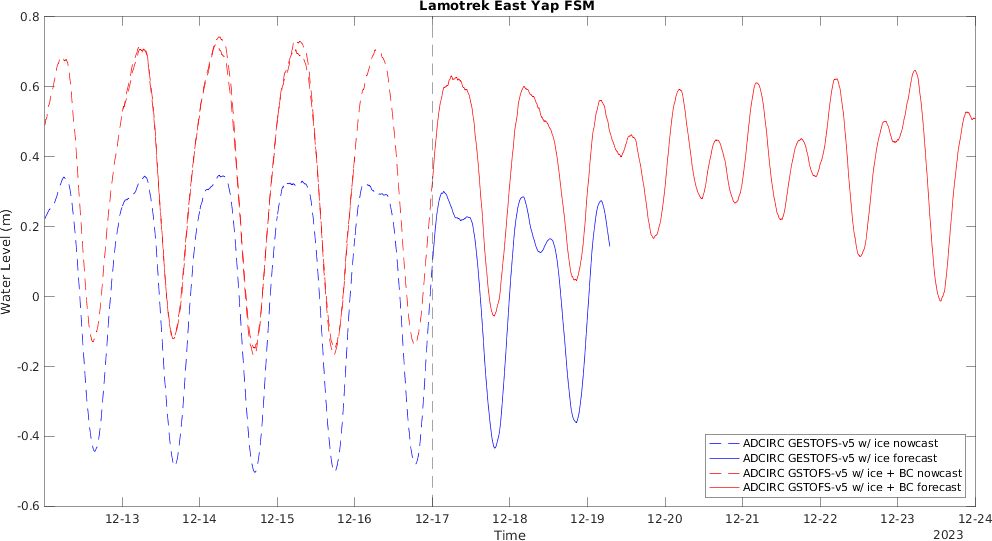 Lamotrek East Yap FSM
0.8
0.6
0.4
0.2
0
-0.2
-0.4
-0.6
Water Level (m)
ADCIRC GESTOFS-v5 w/ ice nowcast
ADCIRC GESTOFS-v5 w/ ice forecast
ADCIRC GSTOFS-v5 w/ ice + BC nowcast
ADCIRC GSTOFS-v5 w/ ice + BC forecast
12-13 12-14 12-15 12-16 12-17 12-18 12-19 12-20 12-21 12-22 12-23 12-24
Time
2023